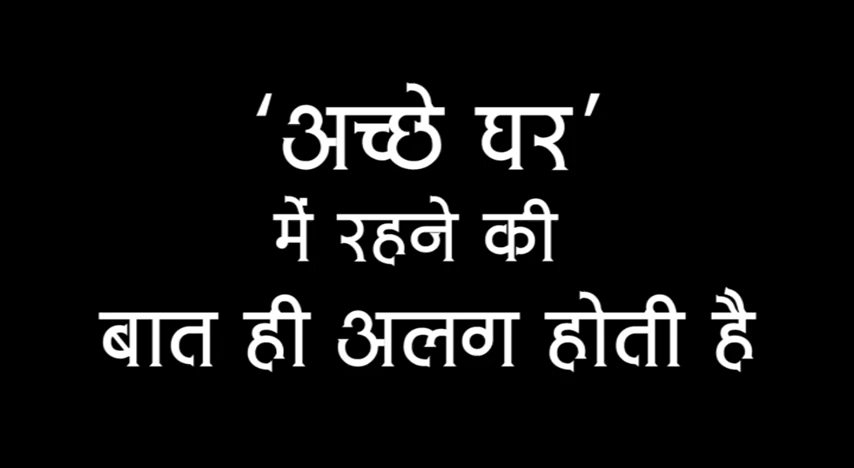 ‘अच्छे घर’
में रहने की
बात ही अलग होती है